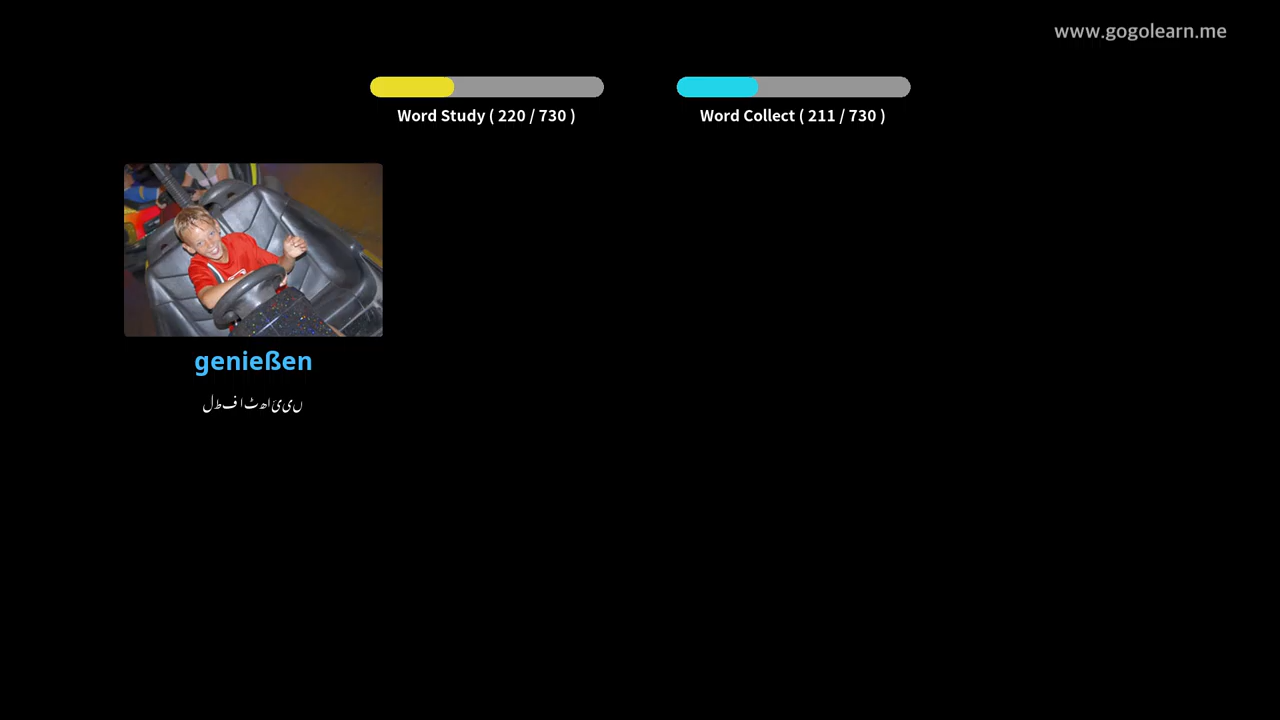 www.gogolearn.me
Word Study ( 220 / 730 )
Word Collect ( 211 / 730 )
genießen
لطف اٹھائیں